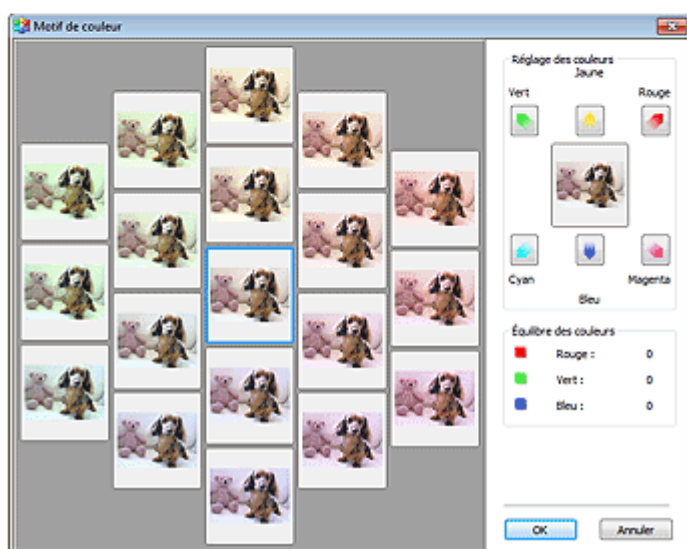 Motif de couleur
Réglage des couleurs
Jaune
Vert
Rouge
Cyan
Magenta
Bleu
Équilibre des couleurs
Rouge : 0
Vert : 0
Bleu : 0
OK
Annuler